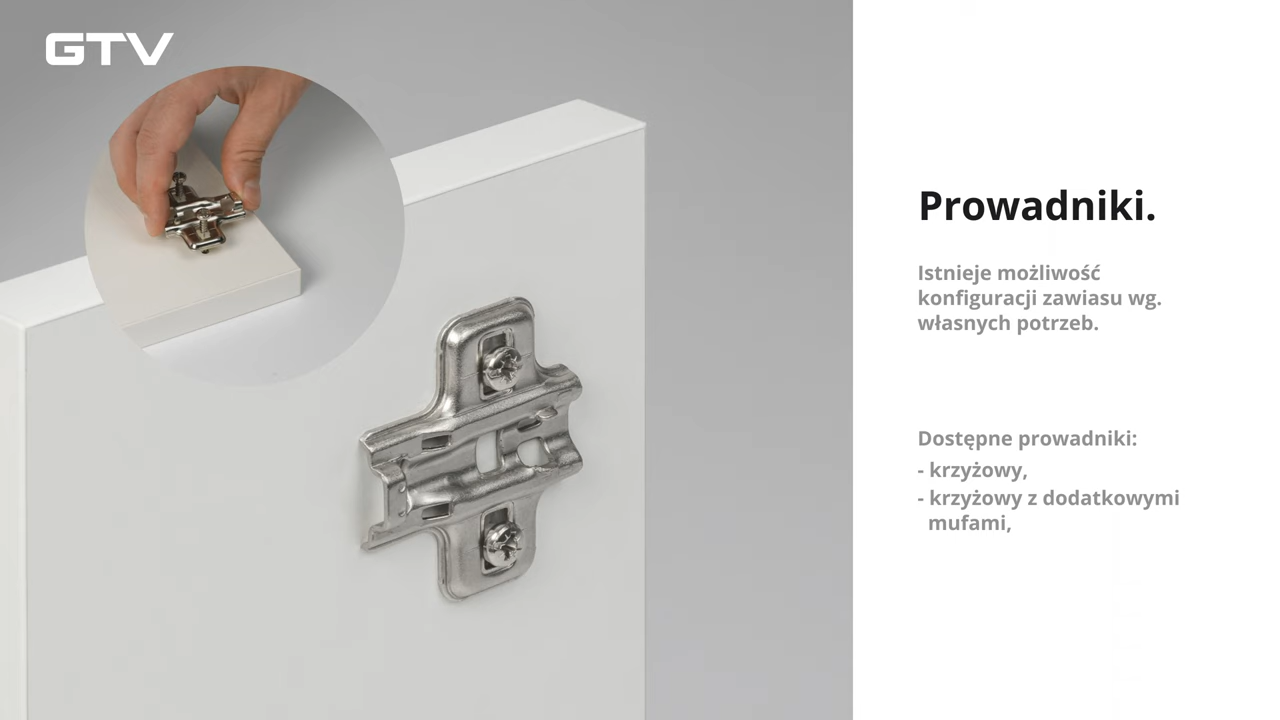 GTV
Prowadniki.
Istnieje możliwość
konfiguracji zawiasu wg.
własnych potrzeb.
Dostępne prowadniki:
- krzyżowy,
- krzyżowy z dodatkowymi
mufami,